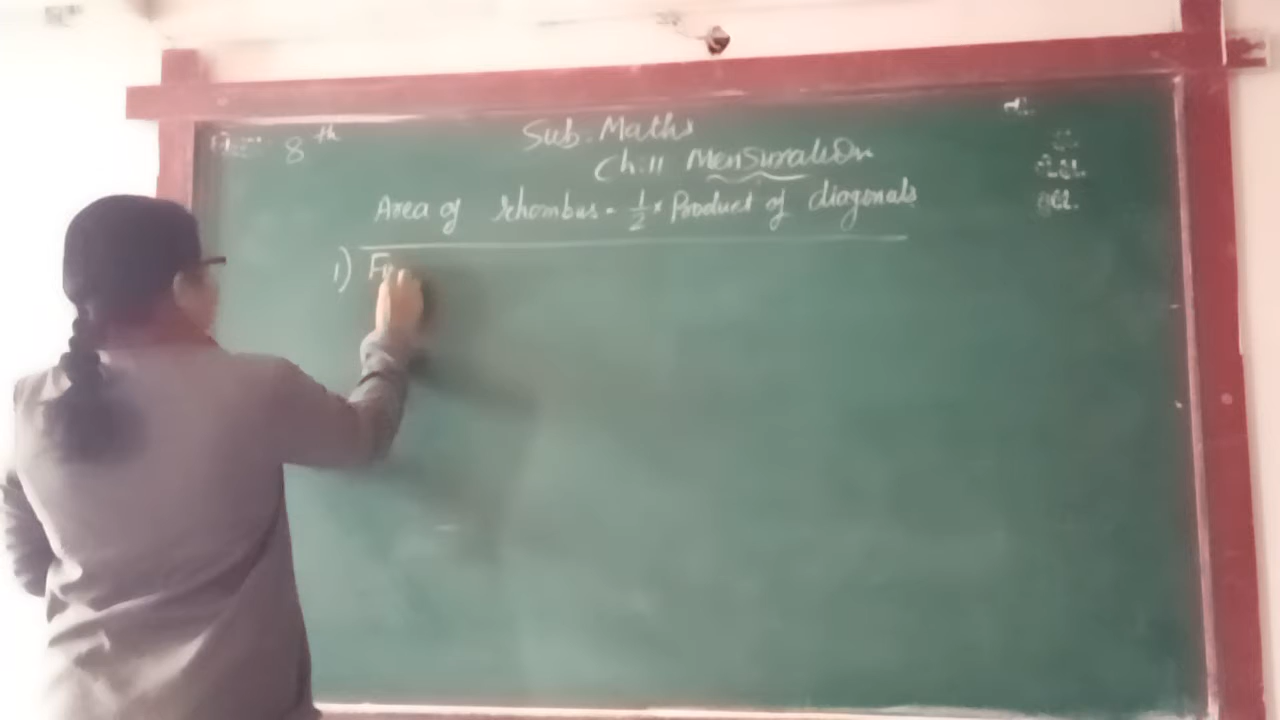 8th
Sub. Maths
Ch. 11 Mensuration
Area of rhombus = 1/2 × Product of diagonals
1) F